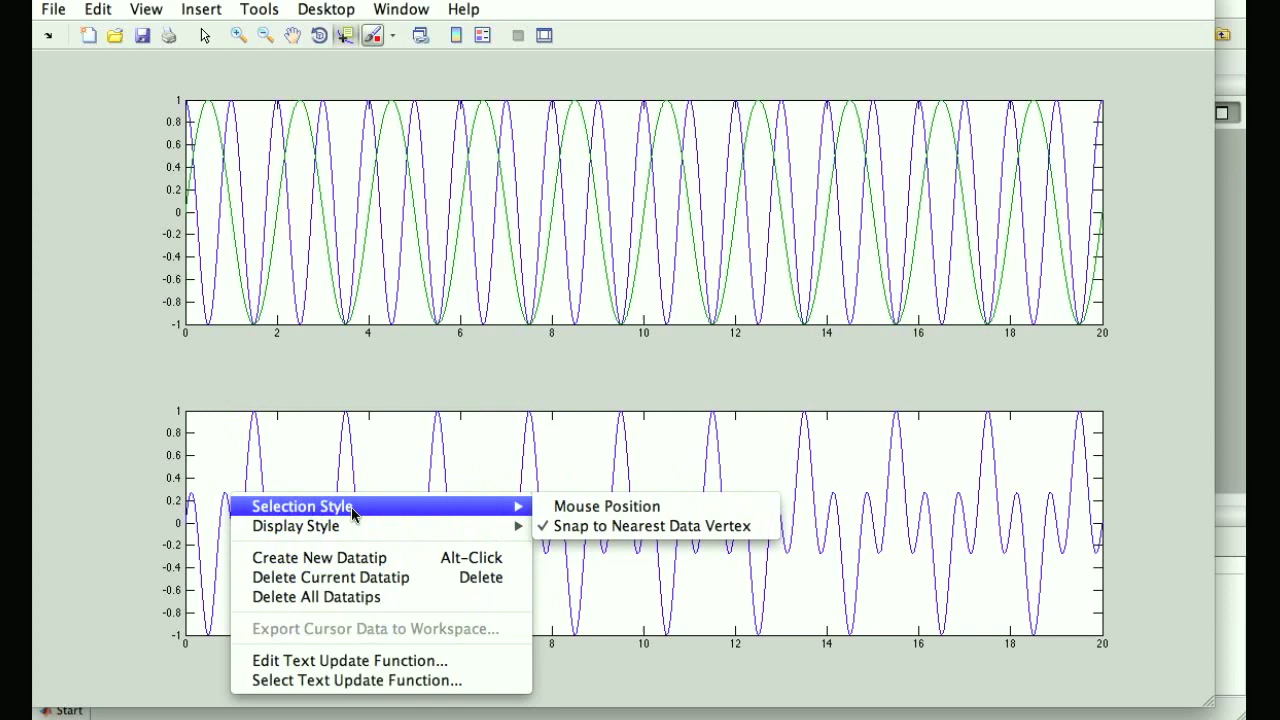 File Edit View Insert Tools Desktop Window Help
1
0.8
0.6
0.4
0.2
0
-0.2
-0.4
-0.6
-0.8
-1
0 2 4 6 8 10 12 14 16 18 20
1
0.8
0.6
0.4
0.2
0
-0.2
-0.4
-0.6
-0.8
-1
0 8 10 12 14 16 18 20
Selection Style
Mouse Position
Display Style
Snap to Nearest Data Vertex
Create New Datatip Alt-Click
Delete Current Datatip Delete
Delete All Datatips
Export Cursor Data to Workspace...
Edit Text Update Function...
Select Text Update Function...
Start